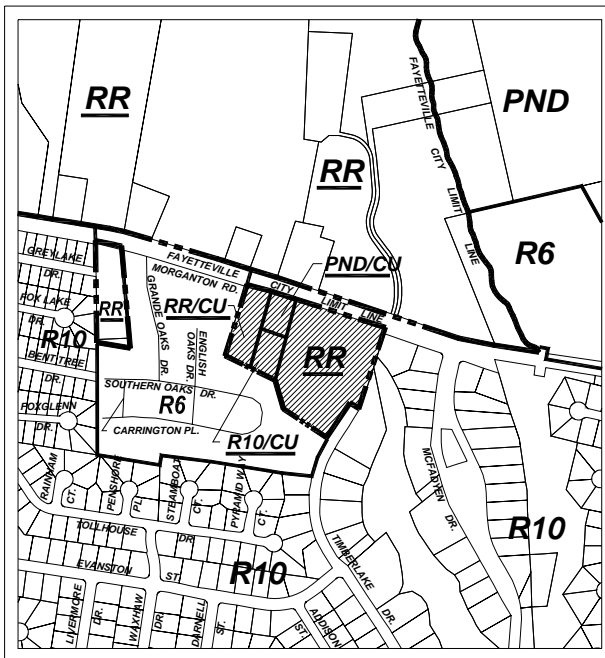 RR
PND
FAYETTEVILLE CITY LIMIT LINE
RR
R6
FAYETTEVILLE CITY LIMIT LINE
MORGANTON RD.
PND/CU
GREYLAKE DR.
RR
FOX LAKE DR.
R10
BENT TREE DR.
FOXGLENN DR.
GRANDE OAKS DR.
ENGLISH OAKS DR.
RR/CU
RR
SOUTHERN OAKS DR.
R6
CARRINGTON PL.
R10/CU
RAINHAM CT.
PENSHORE PL.
STEAMBOAT CT.
PYRAMID WAY CT.
TOLLHOUSE DR.
EVANSTON ST.
R10
TIMBERLAKE DR.
MCFADYEN DR.
R10
LIVERMORE DR.
WAXHAW DR.
DARNELL ST.
ADDISON ST.